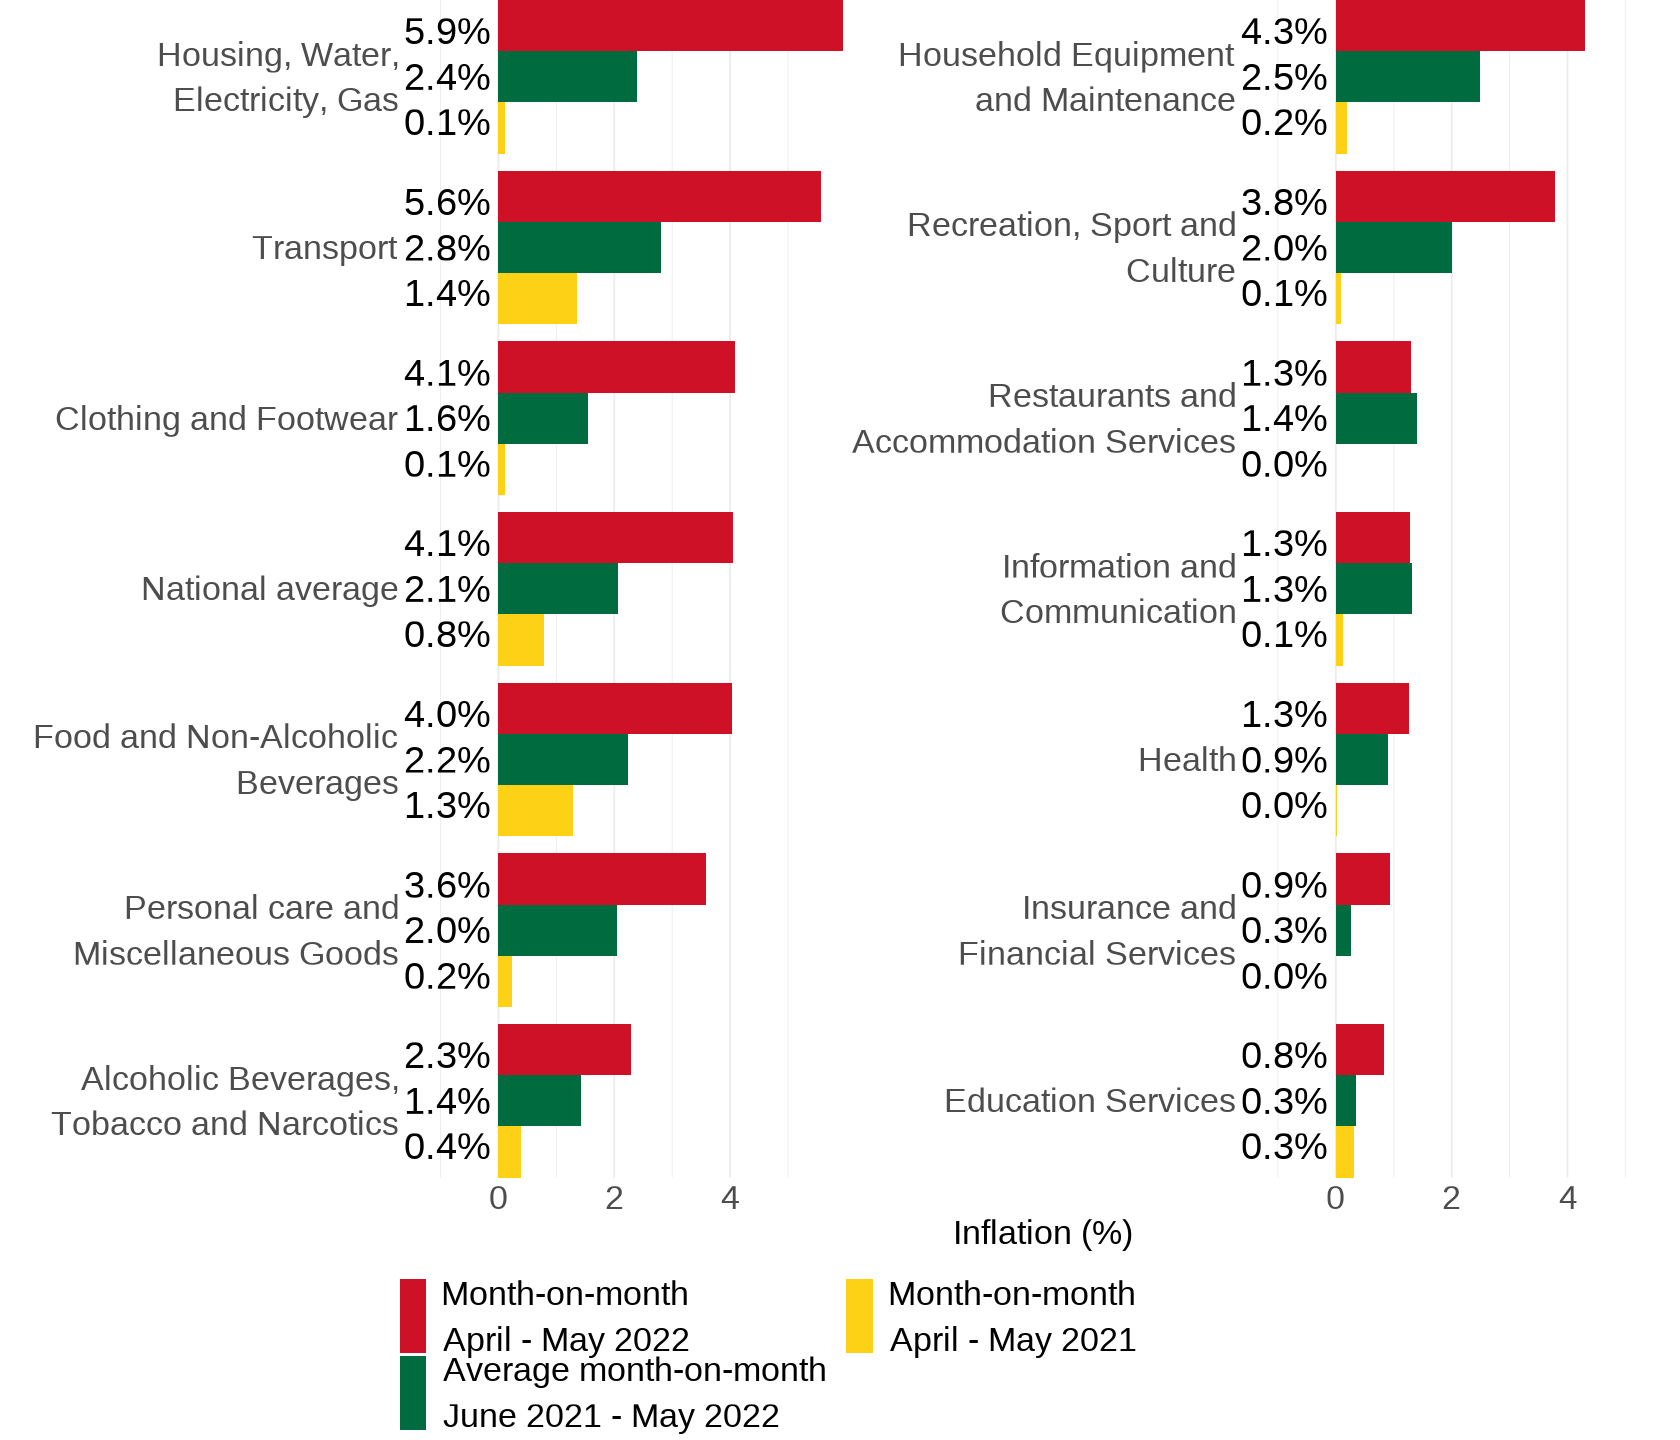 Housing, Water,
Electricity, Gas
5.9%
2.4%
0.1%
Transport
5.6%
2.8%
1.4%
Clothing and Footwear
4.1%
1.6%
0.1%
National average
4.1%
2.1%
0.8%
Food and Non-Alcoholic
Beverages
4.0%
2.2%
1.3%
Personal care and
Miscellaneous Goods
3.6%
2.0%
0.2%
Alcoholic Beverages,
Tobacco and Narcotics
2.3%
1.4%
0.4%
0 2 4
Household Equipment
and Maintenance
4.3%
2.5%
0.2%
Recreation, Sport and
Culture
3.8%
2.0%
0.1%
Restaurants and
Accommodation Services
1.3%
1.4%
0.0%
Information and
Communication
1.3%
1.3%
0.1%
Health
1.3%
0.9%
0.0%
Insurance and
Financial Services
0.9%
0.3%
0.0%
Education Services
0.8%
0.3%
0.3%
0 2 4
Inflation (%)
Month-on-month
April - May 2022
Average month-on-month
June 2021 - May 2022
Month-on-month
April - May 2021